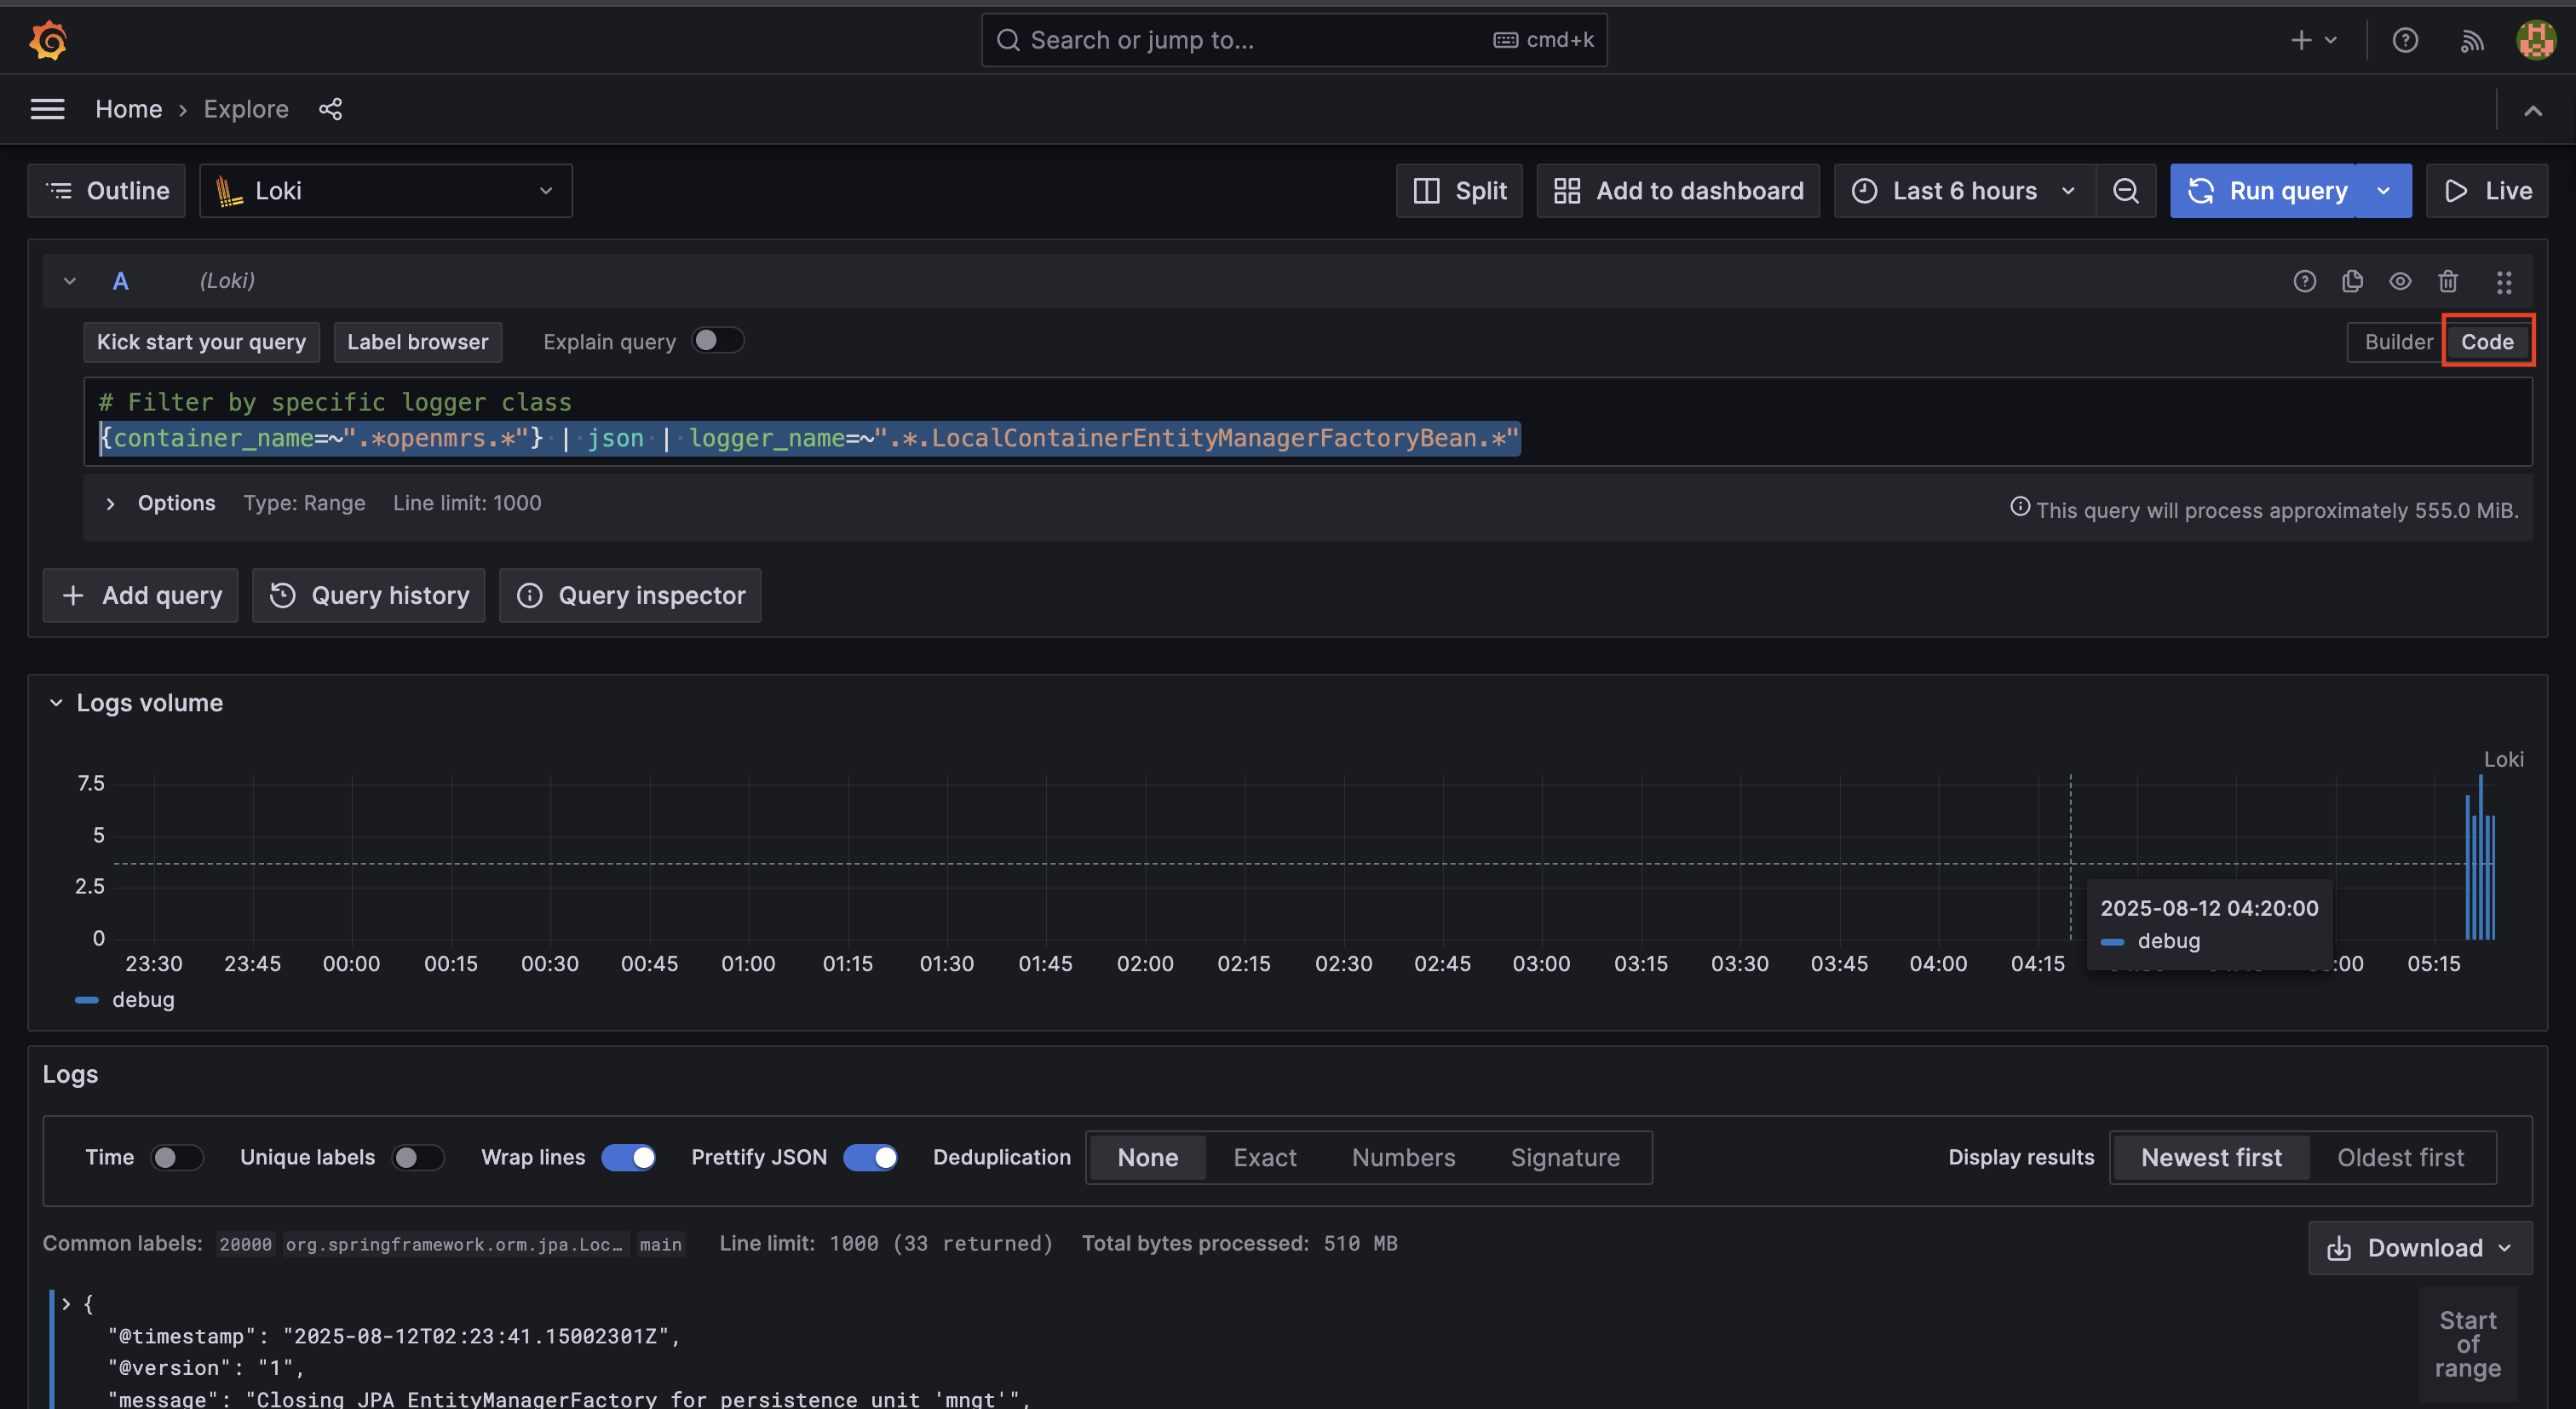 Search or jump to...
cmd+k
Home
Explore
Outline
Loki
Split
Add to dashboard
Last 6 hours
Run query
Live
A
(Loki)
Kick start your query
Label browser
Explain query
Builder
Code
# Filter by specific logger class
{container_name=~".*openmrs.*"} | json | logger_name=~".*.LocalContainerEntityManagerFactoryBean.*"
Options
Type: Range
Line limit: 1000
This query will process approximately 555.0 MiB.
Add query
Query history
Query inspector
Logs volume
Loki
7.5
5
2.5
0
2025-08-12 04:20:00
debug
23:30 23:45 00:00 00:15 00:30 00:45 01:00 01:15 01:30 01:45 02:00 02:15 02:30 02:45 03:00 03:15 03:30 03:45 04:00 04:15 :00 05:15
debug
Logs
Time
Unique labels
Wrap lines
Prettify JSON
Deduplication
None
Exact
Numbers
Signature
Display results
Newest first
Oldest first
Common labels: 20000 org.springframework.orm.jpa.Loc… main
Line limit: 1000 (33 returned)
Total bytes processed: 510 MB
Download
{
"@timestamp": "2025-08-12T02:23:41.15002301Z",
"@version": "1",
"message": "Closing JPA EntityManagerFactory for persistence unit 'mngt'",
Start
of
range